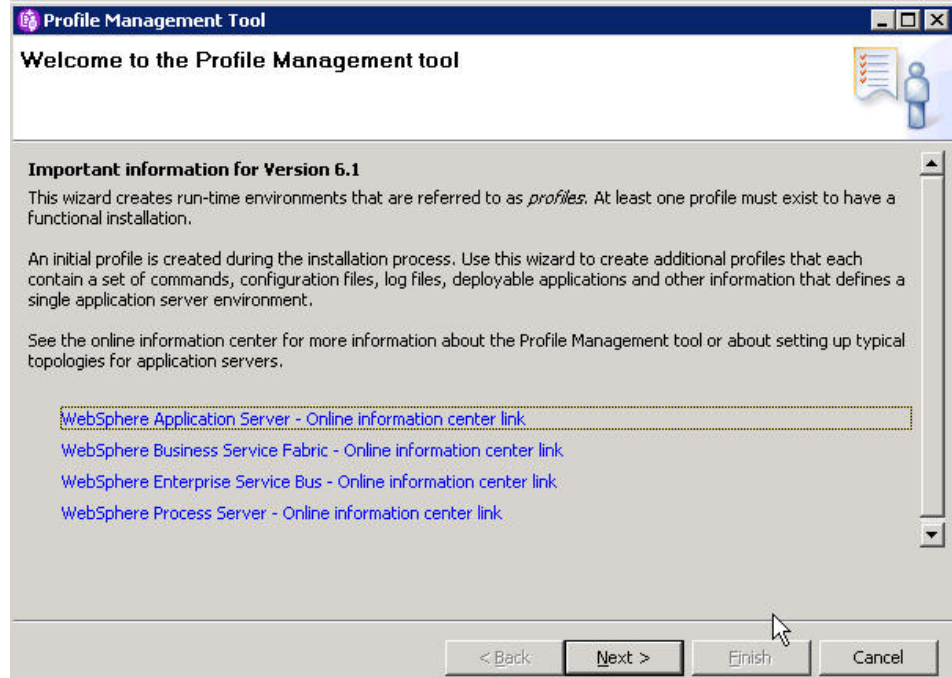 Profile Management Tool
Welcome to the Profile Management tool
Important information for Version 6.1
This wizard creates run-time environments that are referred to as profiles. At least one profile must exist to have a
functional installation.
An initial profile is created during the installation process. Use this wizard to create additional profiles that each
contain a set of commands, configuration files, log files, deployable applications and other information that defines a
single application server environment.
See the online information center for more information about the Profile Management tool or about setting up typical
topologies for application servers.
WebSphere Application Server - Online information center link
WebSphere Business Service Fabric - Online information center link
WebSphere Enterprise Service Bus - Online information center link
WebSphere Process Server - Online information center link
< Back Next > Finish Cancel